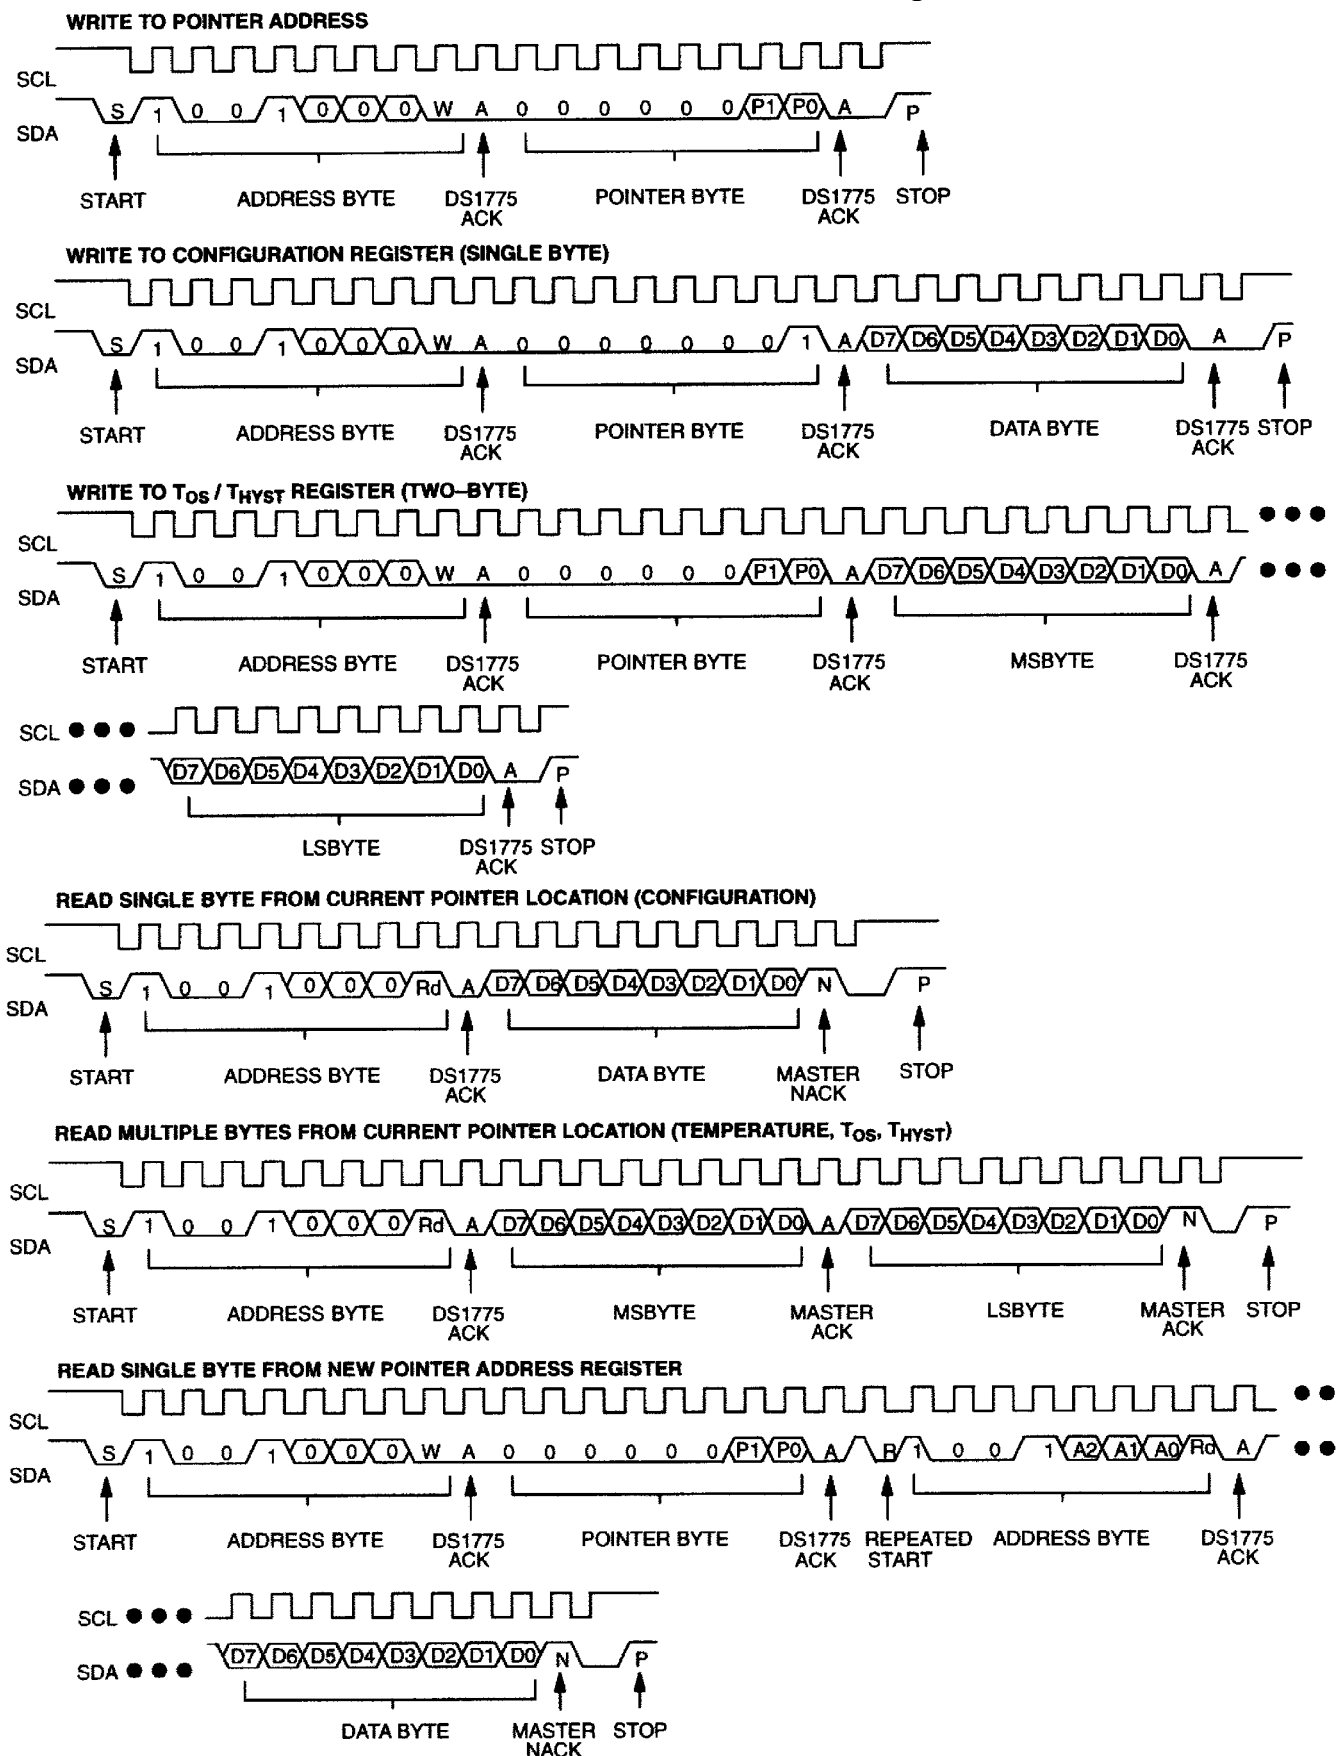 WRITE TO POINTER ADDRESS
SCL
SDA S 1 0 0 1 0 0 0 W A 0 0 0 0 0 0 P1 P0 A P
START ADDRESS BYTE DS1775 ACK POINTER BYTE DS1775 ACK STOP
WRITE TO CONFIGURATION REGISTER (SINGLE BYTE)
SCL
SDA S 1 0 0 1 0 0 0 W A 0 0 0 0 0 0 0 1 A D7 D6 D5 D4 D3 D2 D1 D0 A P
START ADDRESS BYTE DS1775 ACK POINTER BYTE DS1775 ACK DATA BYTE DS1775 ACK STOP
WRITE TO TOS / THYST REGISTER (TWO–BYTE)
SCL
SDA S 1 0 0 1 0 0 0 W A 0 0 0 0 0 0 P1 P0 A D7 D6 D5 D4 D3 D2 D1 D0 A
START ADDRESS BYTE DS1775 ACK POINTER BYTE DS1775 ACK MSBYTE DS1775 ACK
SCL
SDA D7 D6 D5 D4 D3 D2 D1 D0 A P
LSBYTE DS1775 ACK STOP
READ SINGLE BYTE FROM CURRENT POINTER LOCATION (CONFIGURATION)
SCL
SDA S 1 0 0 1 0 0 0 Rd A D7 D6 D5 D4 D3 D2 D1 D0 N P
START ADDRESS BYTE DS1775 ACK DATA BYTE MASTER NACK STOP
READ MULTIPLE BYTES FROM CURRENT POINTER LOCATION (TEMPERATURE, TOS, THYST)
SCL
SDA S 1 0 0 1 0 0 0 Rd A D7 D6 D5 D4 D3 D2 D1 D0 A D7 D6 D5 D4 D3 D2 D1 D0 N P
START ADDRESS BYTE DS1775 ACK MSBYTE MASTER ACK LSBYTE MASTER ACK STOP
READ SINGLE BYTE FROM NEW POINTER ADDRESS REGISTER
SCL
SDA S 1 0 0 1 0 0 0 W A 0 0 0 0 0 0 P1 P0 A R 1 0 0 1 A2 A1 A0 Rd A
START ADDRESS BYTE DS1775 ACK POINTER BYTE DS1775 ACK REPEATED START ADDRESS BYTE DS1775 ACK
SCL
SDA D7 D6 D5 D4 D3 D2 D1 D0 N P
DATA BYTE MASTER NACK STOP